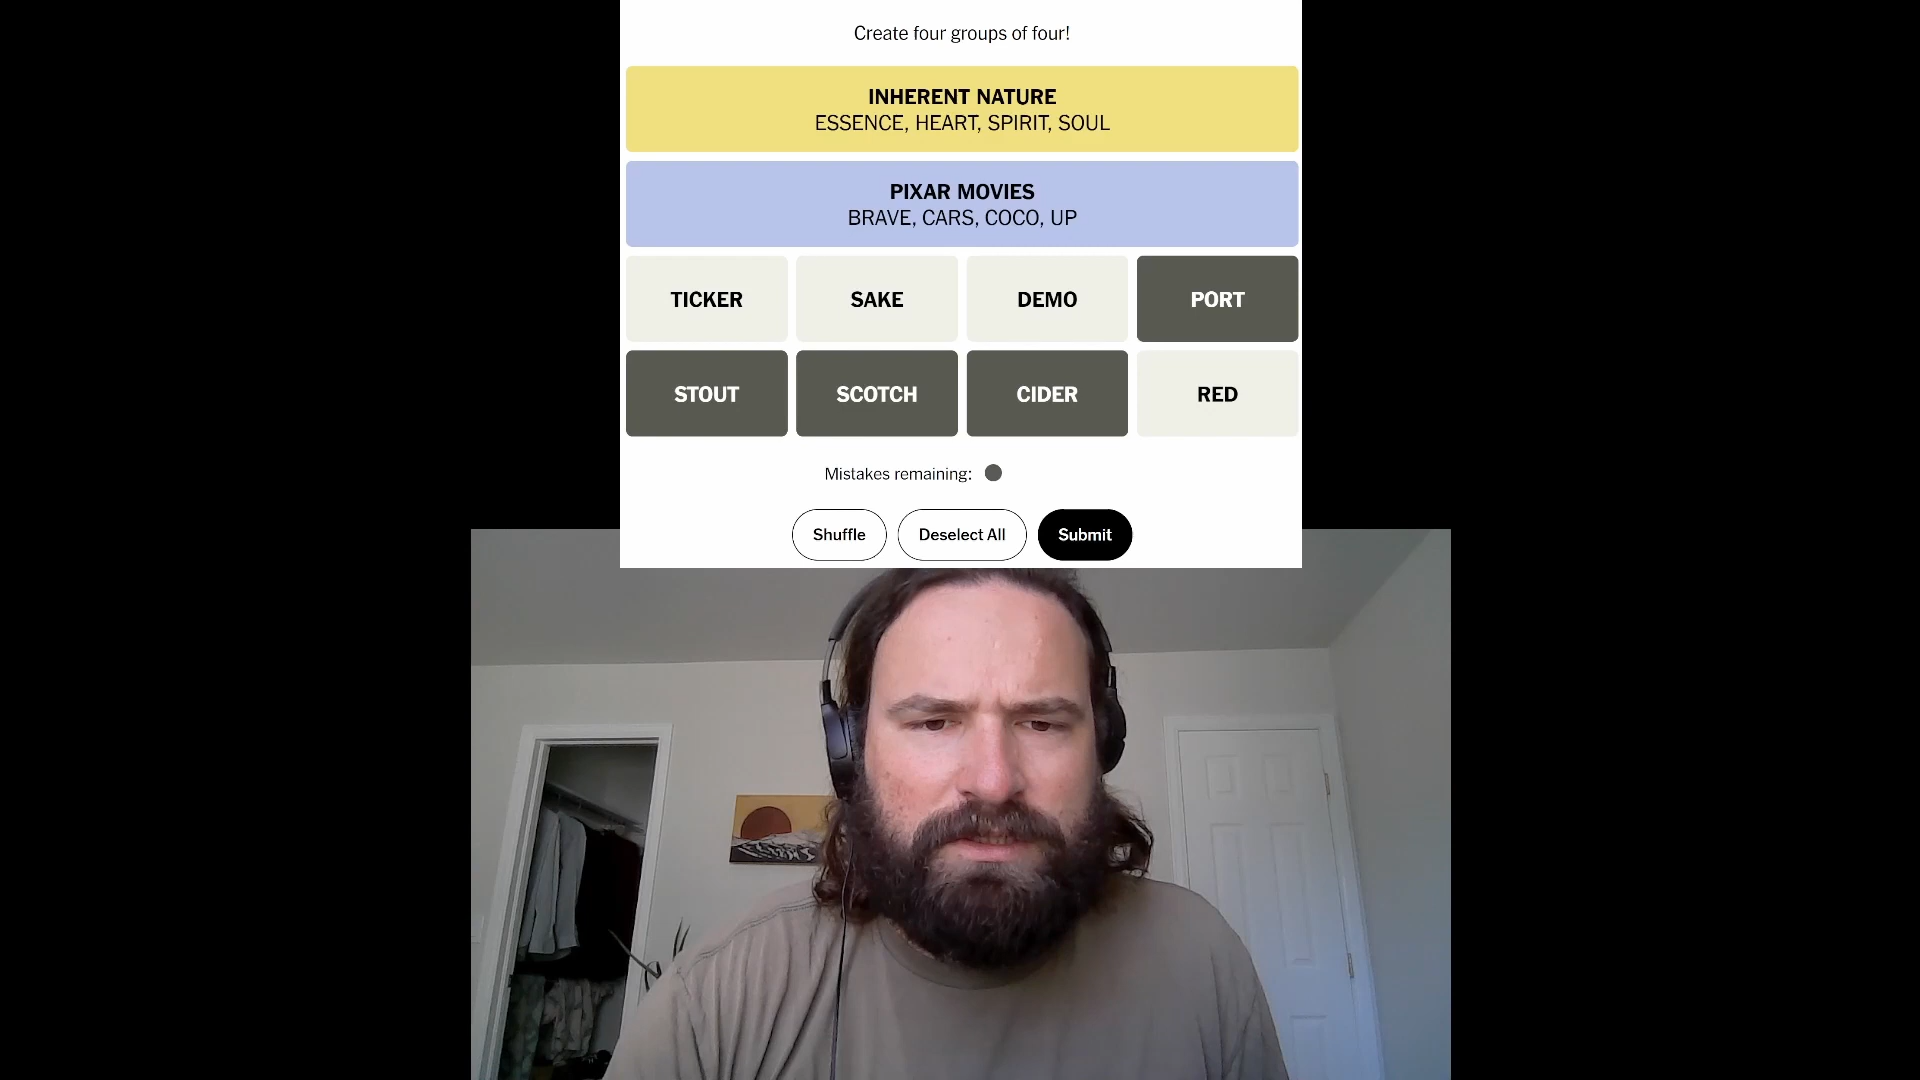 Create four groups of four!
INHERENT NATURE
ESSENCE, HEART, SPIRIT, SOUL
PIXAR MOVIES
BRAVE, CARS, COCO, UP
TICKER SAKE DEMO PORT
STOUT SCOTCH CIDER RED
Mistakes remaining:
Shuffle Deselect All Submit